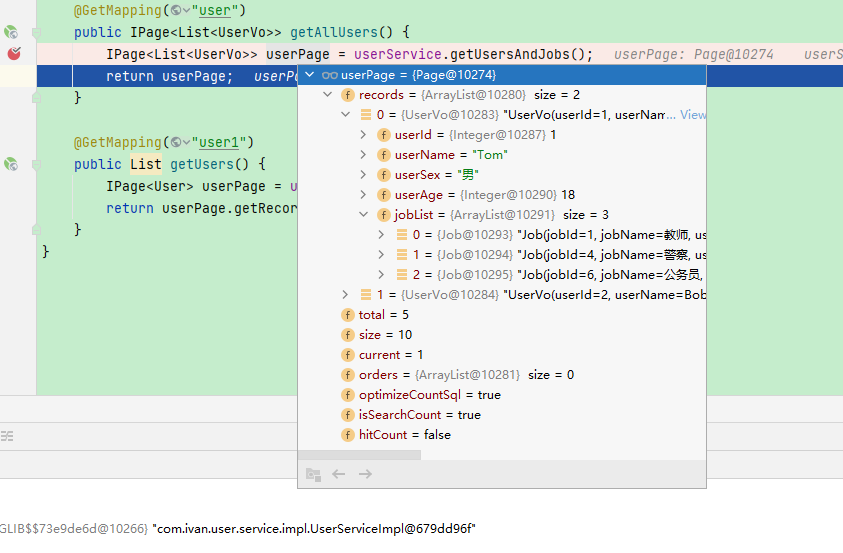 @GetMapping("user")
public IPage<List<UserVo>> getAllUsers() {
IPage<List<UserVo>> userPage = userService.getUsersAndJobs(); userPage: Page@10274 userS
return userPage; userPa
}
@GetMapping("user1")
public List getUsers() {
IPage<User> userPage = u
return userPage.getRecor
}
}
userPage = {Page@10274}
records = {ArrayList@10280} size = 2
0 = {UserVo@10283} "UserVo(userId=1, userNam... View
userId = {Integer@10287} 1
userName = "Tom"
userSex = "男"
userAge = {Integer@10290} 18
jobList = {ArrayList@10291} size = 3
0 = {Job@10293} "Job(jobId=1, jobName=教师, us
1 = {Job@10294} "Job(jobId=4, jobName=警察, us
2 = {Job@10295} "Job(jobId=6, jobName=公务员,
1 = {UserVo@10284} "UserVo(userId=2, userName=Bob
total = 5
size = 10
current = 1
orders = {ArrayList@10281} size = 0
optimizeCountSql = true
isSearchCount = true
hitCount = false
GLIB$$73e9de6d@10266} "com.ivan.user.service.impl.UserServiceImpl@679dd96f"